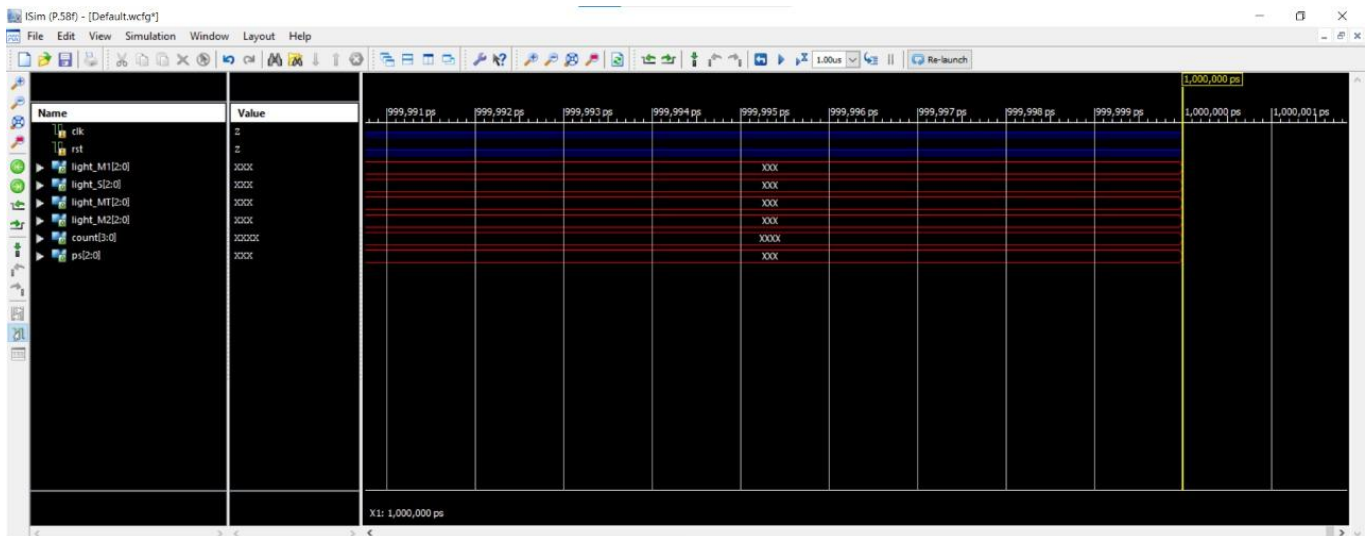 ISim (P.58f) - [Default.wcfg*]
File Edit View Simulation Window Layout Help
1.00us Re-launch
1,000,000 ps
Name Value 999,991 ps 999,992 ps 999,993 ps 999,994 ps 999,995 ps 999,996 ps 999,997 ps 999,998 ps 999,999 ps 1,000,000 ps 1,000,001 ps
clk z
rst z
light_M1[2:0] xxx xxx
light_S[2:0] xxx xxx
light_MT[2:0] xxx xxx
light_M2[2:0] xxx xxx
count[3:0] xxxx xxxx
ps[2:0] xxx xxx
X1: 1,000,000 ps